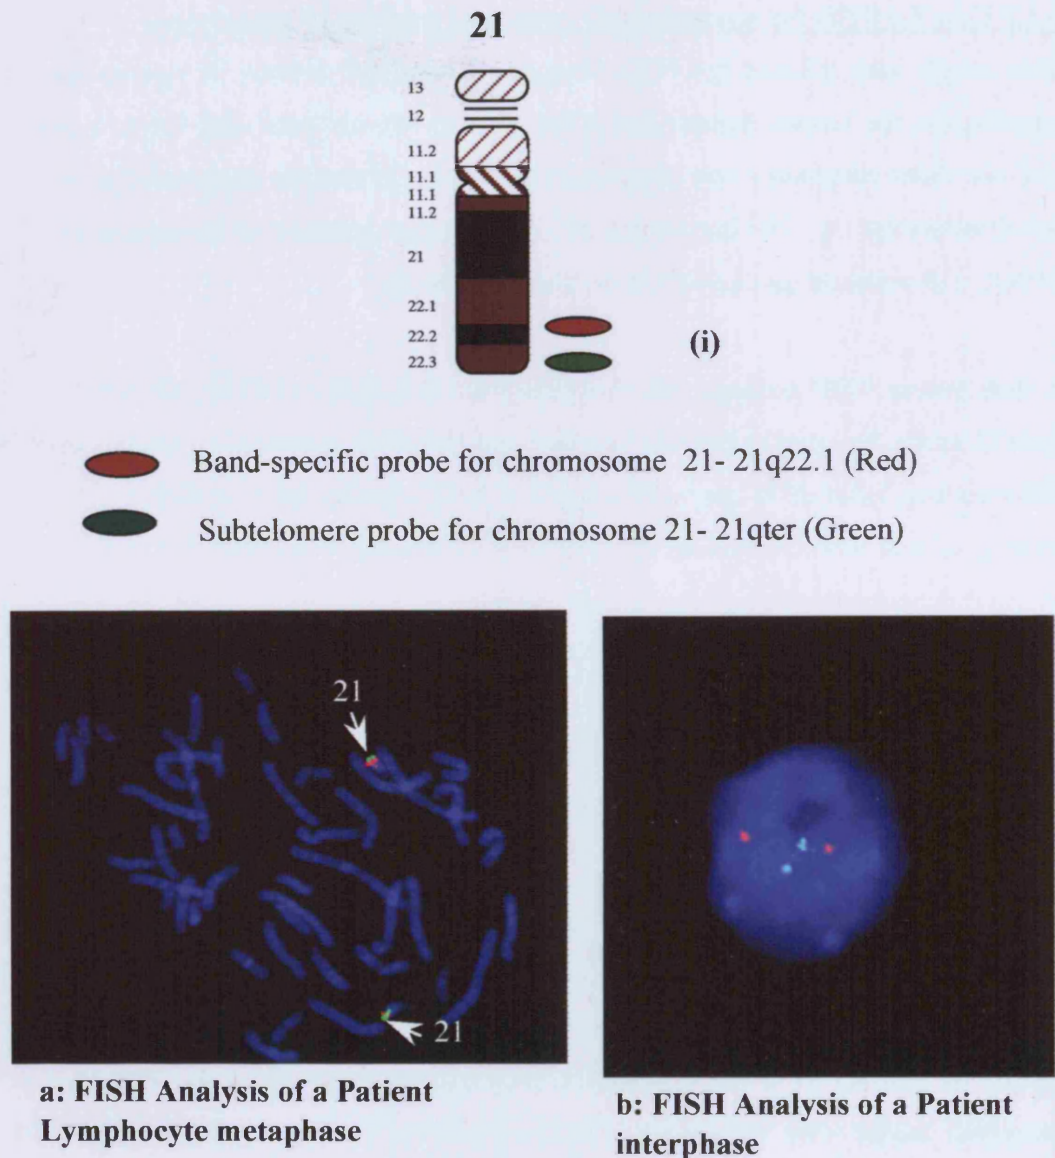 21
13
12
11.2
11.1
11.1
11.2
21
22.1
22.2
22.3
(i)
Band-specific probe for chromosome 21- 21q22.1 (Red)
Subtelomere probe for chromosome 21- 21qter (Green)
21
21
a: FISH Analysis of a Patient
Lymphocyte metaphase
b: FISH Analysis of a Patient
interphase